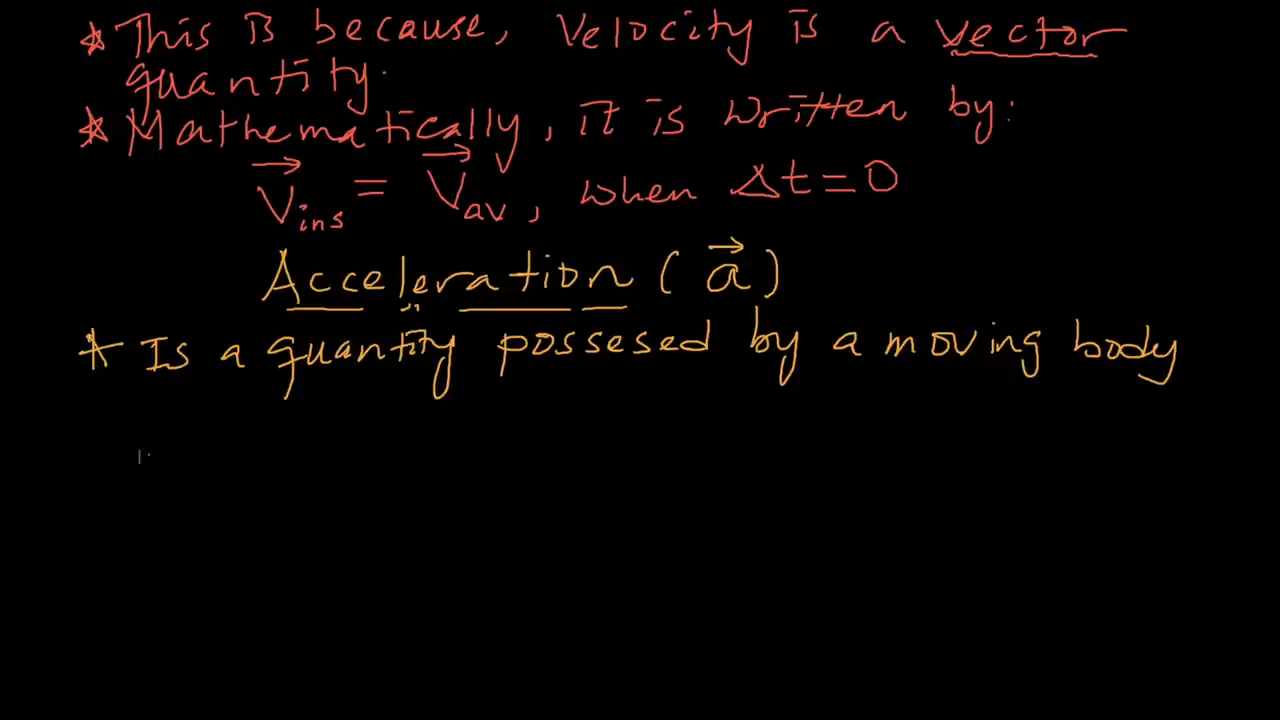 * This is because, Velocity is a vector
quantity.
* Mathematically, it is written by:
V⃗ins = V⃗av, when Δt=0
Acceleration (a⃗)
* Is a quantity possesed by a moving body